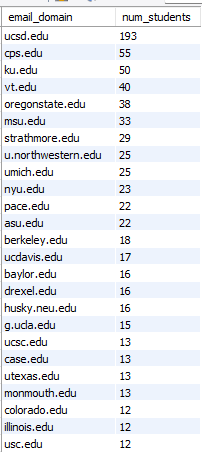 email_domain num_students
ucsd.edu 193
cps.edu 55
ku.edu 50
vt.edu 40
oregonstate.edu 38
msu.edu 33
strathmore.edu 29
u.northwestern.edu 25
umich.edu 25
nyu.edu 23
pace.edu 22
asu.edu 22
berkeley.edu 18
ucdavis.edu 17
baylor.edu 16
drexel.edu 16
husky.neu.edu 16
g.ucla.edu 15
ucsc.edu 13
case.edu 13
utexas.edu 13
monmouth.edu 13
colorado.edu 12
illinois.edu 12
usc.edu 12